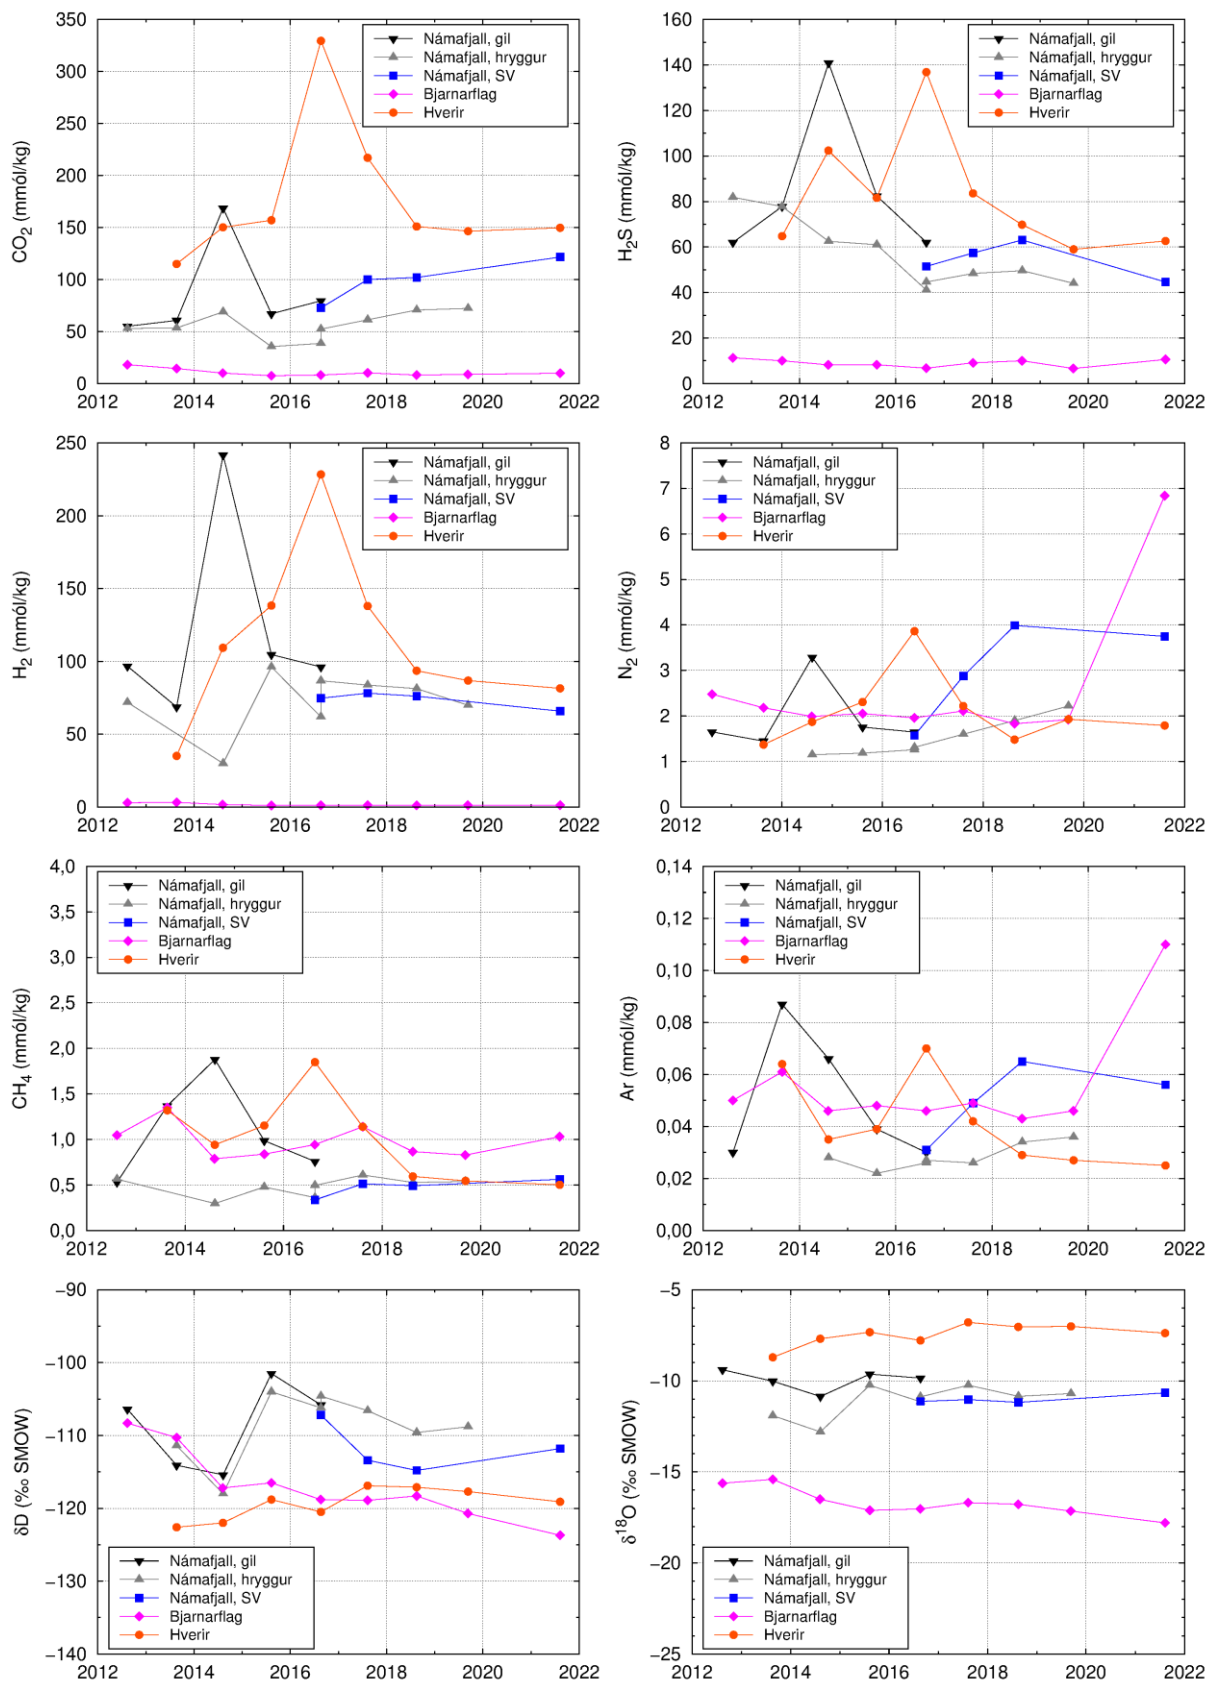 350
300
250
200
150
100
50
0
CO2 (mmól/kg)
2012 2014 2016 2018 2020 2022
Námafjall, gil
Námafjall, hryggur
Námafjall, SV
Bjarnarflag
Hverir
160
140
120
100
80
60
40
20
0
H2S (mmól/kg)
2012 2014 2016 2018 2020 2022
Námafjall, gil
Námafjall, hryggur
Námafjall, SV
Bjarnarflag
Hverir
250
200
150
100
50
0
H2 (mmól/kg)
2012 2014 2016 2018 2020 2022
Námafjall, gil
Námafjall, hryggur
Námafjall, SV
Bjarnarflag
Hverir
8
7
6
5
4
3
2
1
0
N2 (mmól/kg)
2012 2014 2016 2018 2020 2022
Námafjall, gil
Námafjall, hryggur
Námafjall, SV
Bjarnarflag
Hverir
4,0
3,5
3,0
2,5
2,0
1,5
1,0
0,5
0,0
CH4 (mmól/kg)
2012 2014 2016 2018 2020 2022
Námafjall, gil
Námafjall, hryggur
Námafjall, SV
Bjarnarflag
Hverir
0,14
0,12
0,10
0,08
0,06
0,04
0,02
0,00
Ar (mmól/kg)
2012 2014 2016 2018 2020 2022
Námafjall, gil
Námafjall, hryggur
Námafjall, SV
Bjarnarflag
Hverir
−90
−100
−110
−120
−130
−140
δD (‰ SMOW)
2012 2014 2016 2018 2020 2022
Námafjall, gil
Námafjall, hryggur
Námafjall, SV
Bjarnarflag
Hverir
−5
−10
−15
−20
−25
δ18O (‰ SMOW)
2012 2014 2016 2018 2020 2022
Námafjall, gil
Námafjall, hryggur
Námafjall, SV
Bjarnarflag
Hverir